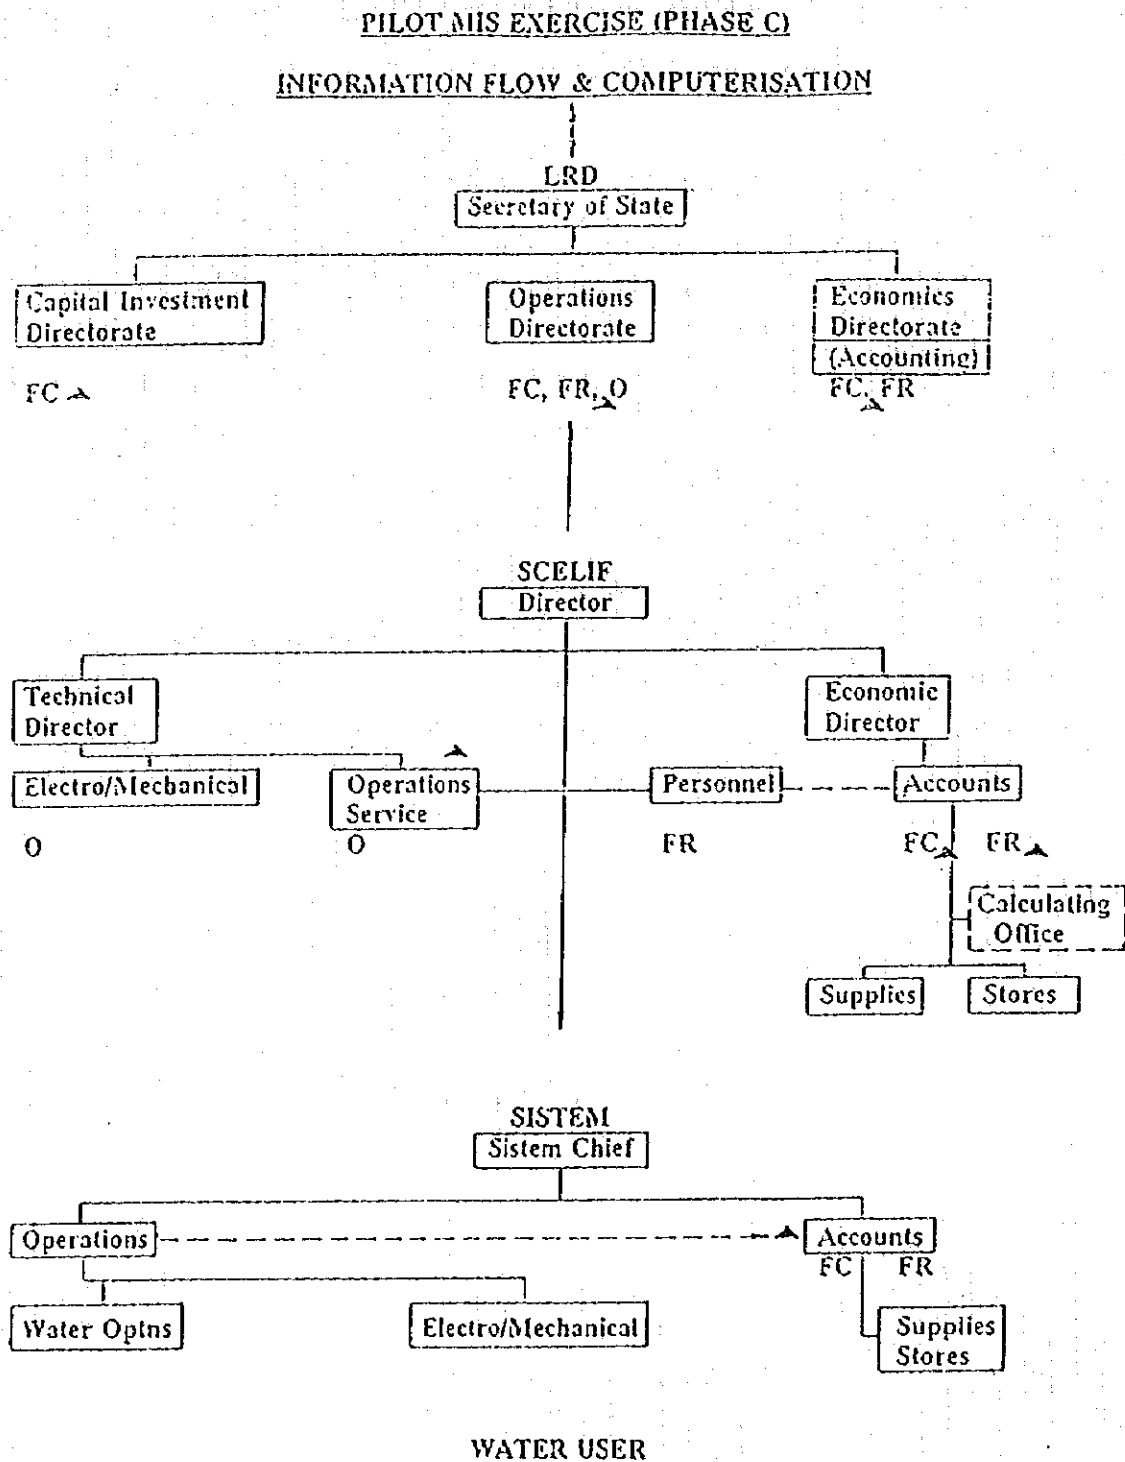 PILOT MIS EXERCISE (PHASE C)
INFORMATION FLOW & COMPUTERISATION
LRD
Secretary of State
Capital Investment
Directorate
FC
Operations
Directorate
FC, FR, O
Economics
Directorate
(Accounting)
FC, FR
SCELIF
Director
Technical
Director
Economic
Director
Electro/Mechanical
O
Operations
Service
O
Personnel
FR
Accounts
FC FR
Calculating
Office
Supplies
Stores
SISTEM
Sistem Chief
Operations
Accounts
FC FR
Water Optns
Electro/Mechanical
Supplies
Stores
WATER USER